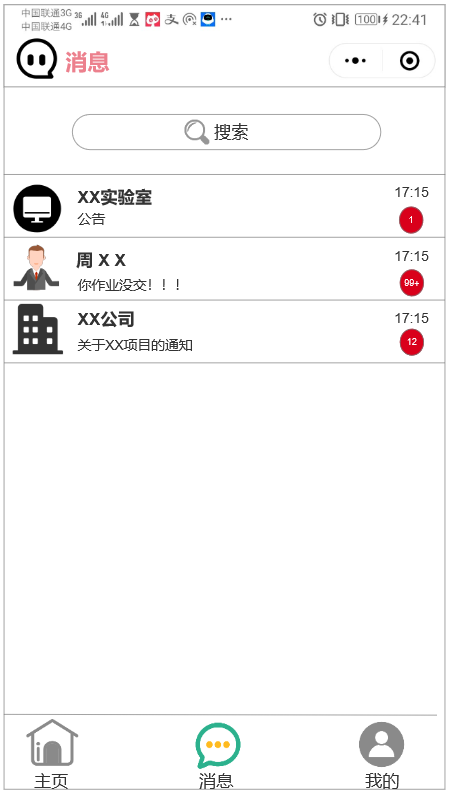 中国联通3G 3G 4G 支 100 22:41
中国联通4G
消息
搜索
XX实验室 17:15
公告 1
周 X X 17:15
你作业没交！！！ 99+
XX公司 17:15
关于XX项目的通知 12
主页 消息 我的